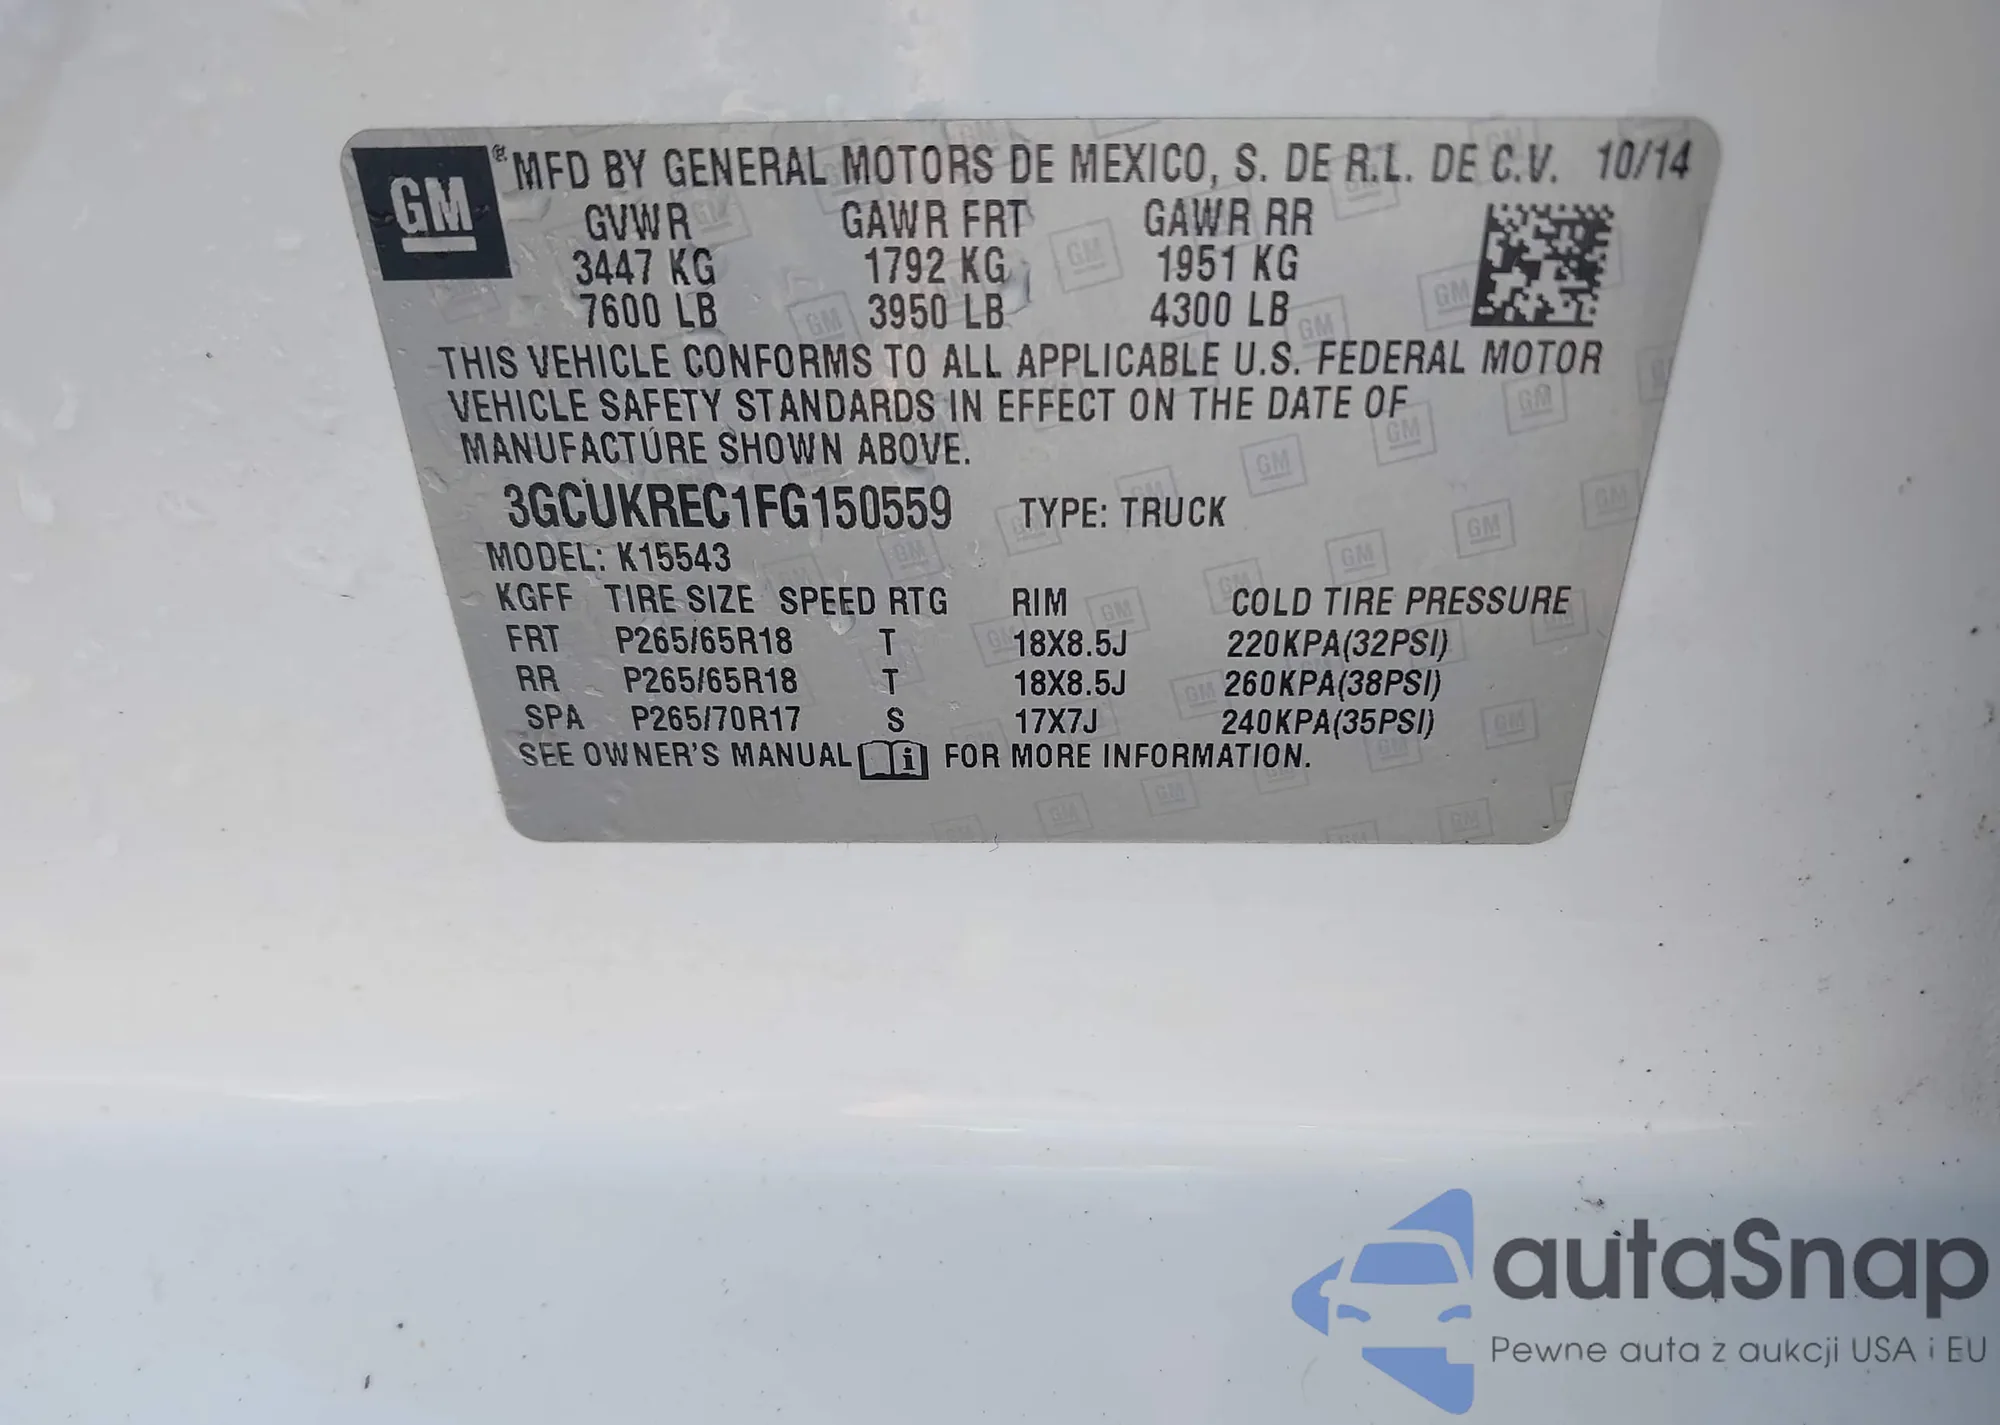 GM ® MFD BY GENERAL MOTORS DE MEXICO, S. DE R.L. DE C.V. 10/14
GVWR GAWR FRT GAWR RR
3447 KG 1792 KG 1951 KG
7600 LB 3950 LB 4300 LB
THIS VEHICLE CONFORMS TO ALL APPLICABLE U.S. FEDERAL MOTOR
VEHICLE SAFETY STANDARDS IN EFFECT ON THE DATE OF
MANUFACTURE SHOWN ABOVE.
3GCUKREC1FG150559 TYPE: TRUCK
MODEL: K15543
KGFF TIRE SIZE SPEED RTG RIM COLD TIRE PRESSURE
FRT P265/65R18 T 18X8.5J 220KPA(32PSI)
RR P265/65R18 T 18X8.5J 260KPA(38PSI)
SPA P265/70R17 S 17X7J 240KPA(35PSI)
SEE OWNER'S MANUAL i FOR MORE INFORMATION.
autaSnap
Pewne auta z aukcji USA i EU